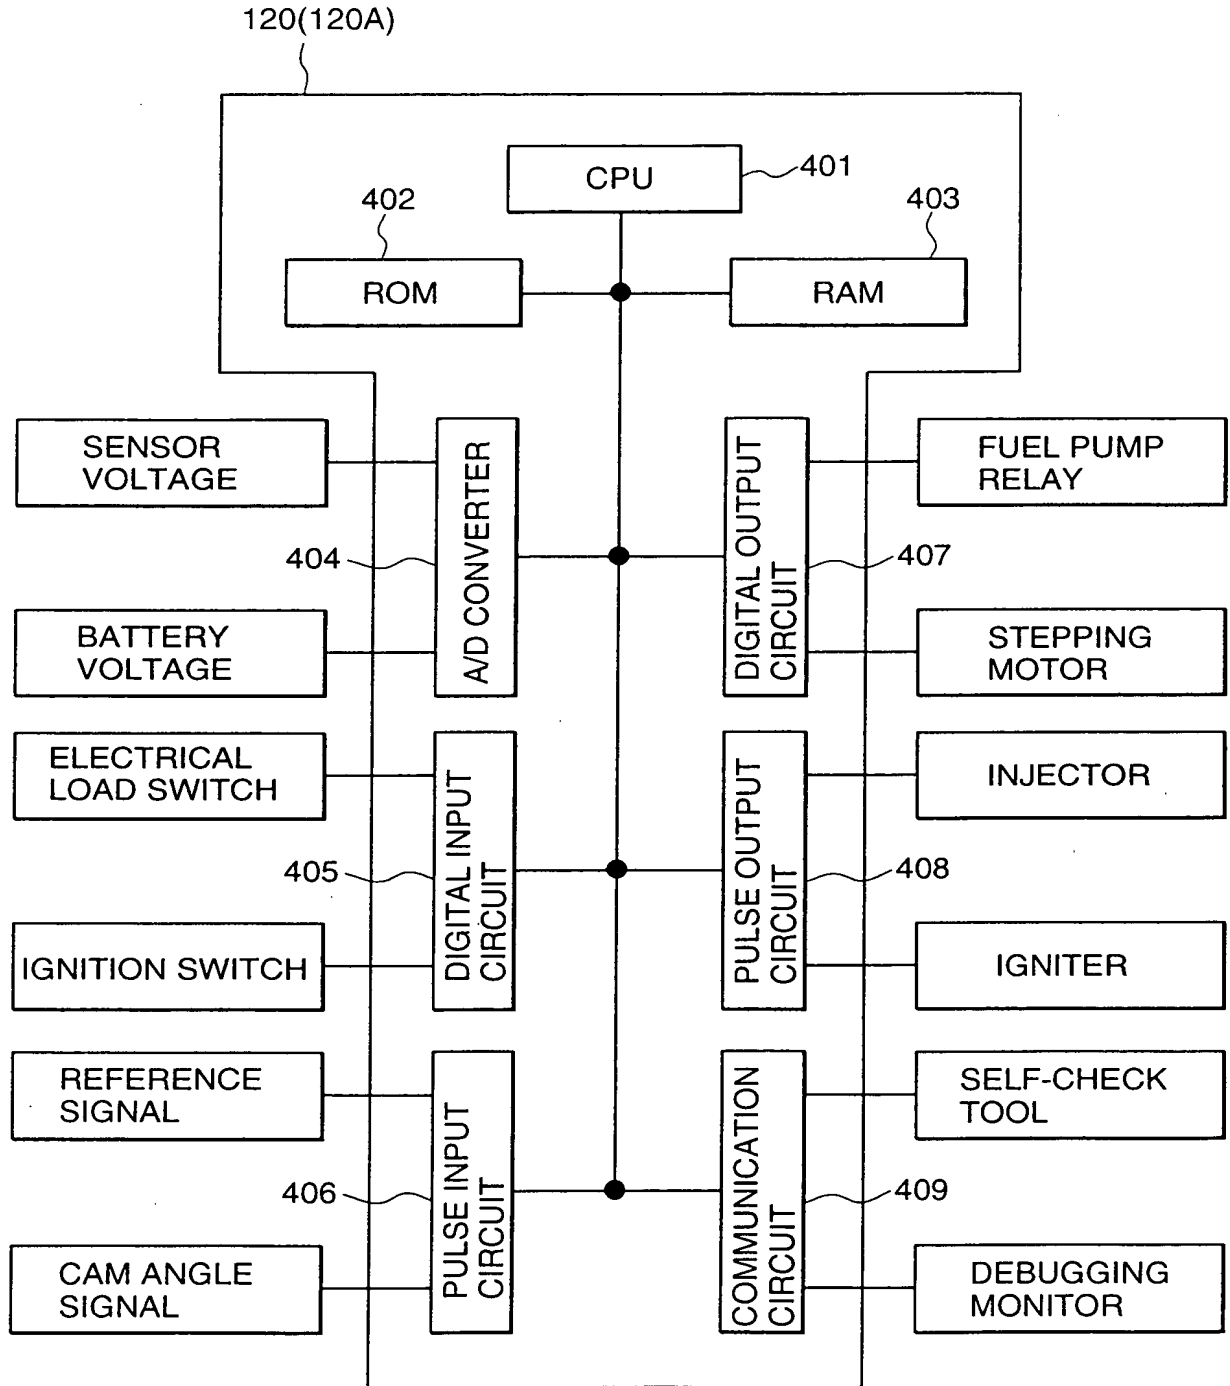 120(120A)
CPU
401
402
403
ROM
RAM
SENSOR
VOLTAGE
A/D CONVERTER
404
BATTERY
VOLTAGE
DIGITAL OUTPUT
CIRCUIT
407
FUEL PUMP
RELAY
STEPPING
MOTOR
ELECTRICAL
LOAD SWITCH
DIGITAL INPUT
CIRCUIT
405
IGNITION SWITCH
PULSE OUTPUT
CIRCUIT
408
INJECTOR
IGNITER
REFERENCE
SIGNAL
PULSE INPUT
CIRCUIT
406
CAM ANGLE
SIGNAL
COMMUNICATION
CIRCUIT
409
SELF-CHECK
TOOL
DEBUGGING
MONITOR